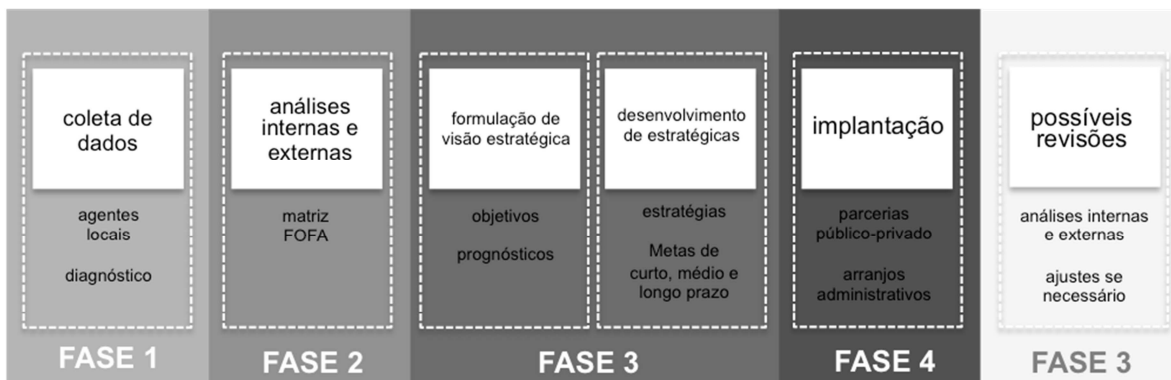 coleta de
dados
agentes
locais
diagnóstico
FASE 1
análises
internas e
externas
matriz
FOFA
FASE 2
formulação de
visão estratégica
objetivos
prognósticos
desenvolvimento
de estratégicas
estratégias
Metas de
curto, médio e
longo prazo
FASE 3
implantação
parcerias
público-privado
arranjos
administrativos
FASE 4
possíveis
revisões
análises internas
e externas
ajustes se
necessário
FASE 3